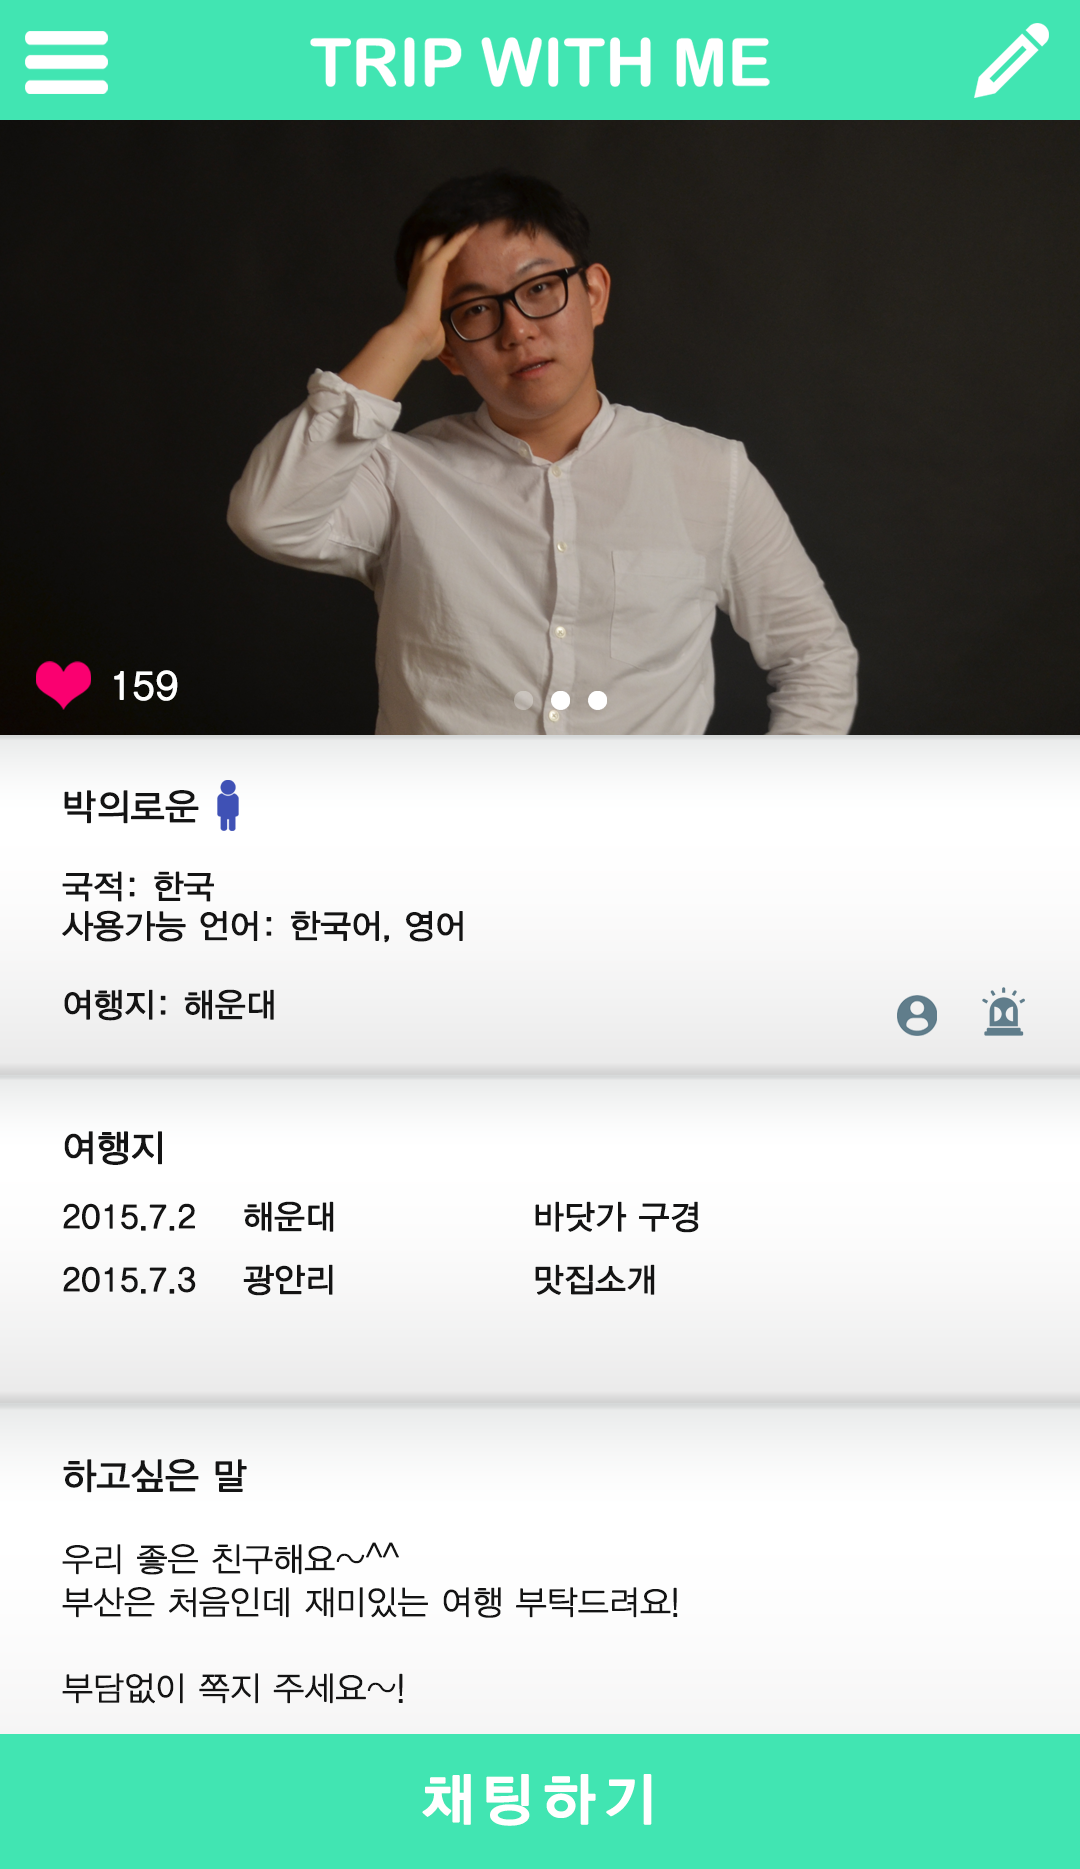 TRIP WITH ME
159
박의로운
국적: 한국
사용가능 언어: 한국어, 영어
여행지: 해운대
여행지
2015.7.2 해운대 바닷가 구경
2015.7.3 광안리 맛집소개
하고싶은 말
우리 좋은 친구해요~^^
부산은 처음인데 재미있는 여행 부탁드려요!
부담없이 쪽지 주세요~!
채팅하기